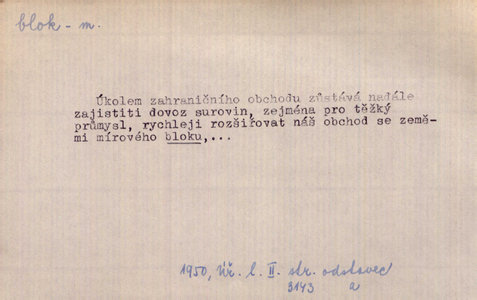 blok - m.
Úkolem zahraničního obchodu zůstává nadále
zajistiti dovoz surovin, zejména pro těžký
průmysl, rychleji rozšiřovat náš obchod se země-
mi mírového bloku,...
1950, Úř. l. II. str. odstavec
3143 a